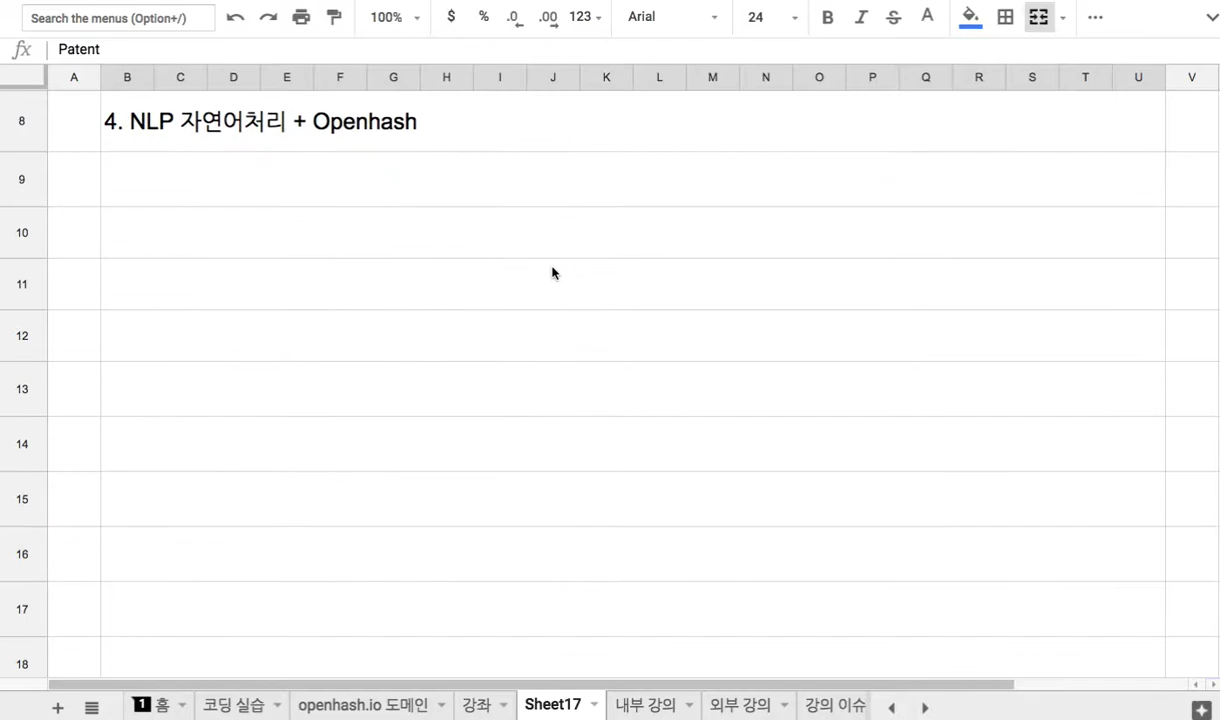 Search the menus (Option+/) 100% $ % .0 .00 123 Arial 24 B I S A
fx Patent
A B C D E F G H I J K L M N O P Q R S T U V
8 4. NLP 자연어처리 + Openhash
9
10
11
12
13
14
15
16
17
18
+ 1 홈 코딩 실습 openhash.io 도메인 강좌 Sheet17 내부 강의 외부 강의 강의 이슈